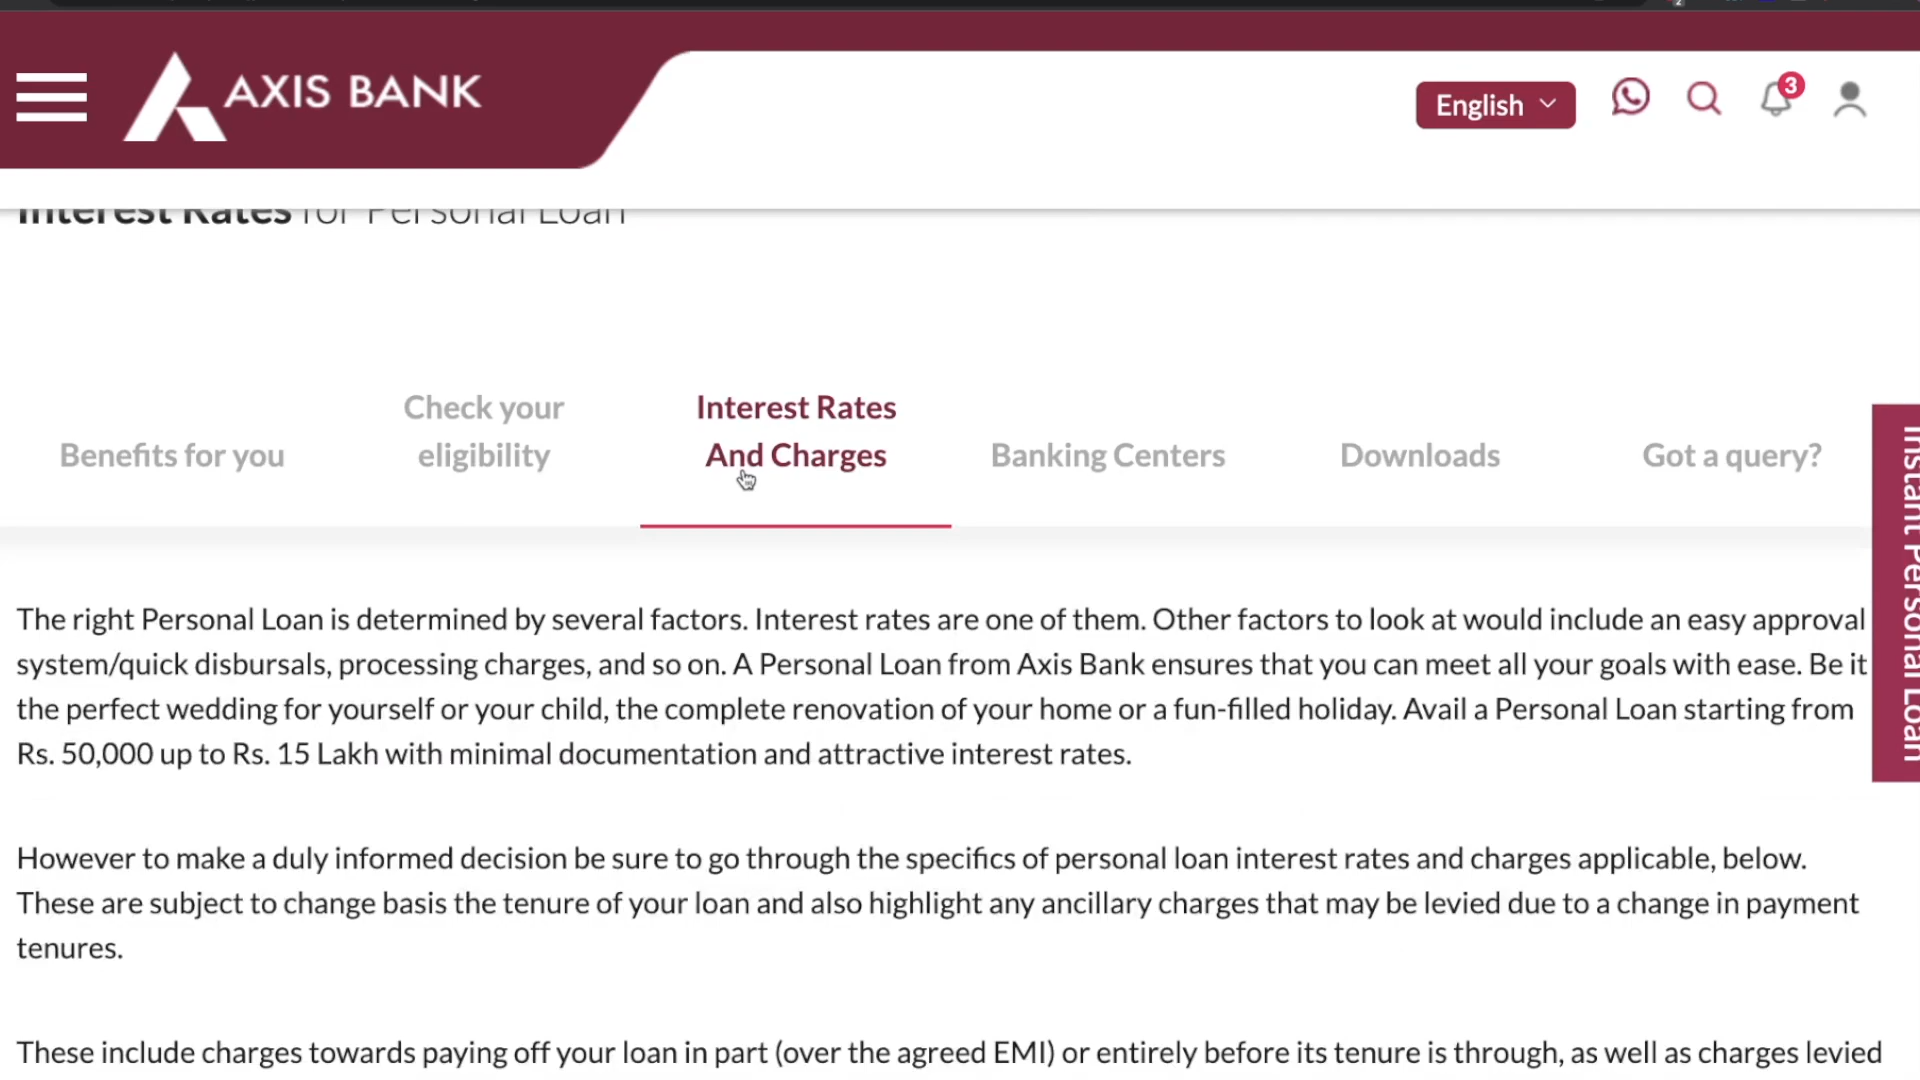 AXIS BANK
English
3
Interest Rates for Personal Loan
Check your
eligibility
Interest Rates
And Charges
Benefits for you
Banking Centers
Downloads
Got a query?
Instant Personal Loan
The right Personal Loan is determined by several factors. Interest rates are one of them. Other factors to look at would include an easy approval
system/quick disbursals, processing charges, and so on. A Personal Loan from Axis Bank ensures that you can meet all your goals with ease. Be it
the perfect wedding for yourself or your child, the complete renovation of your home or a fun-filled holiday. Avail a Personal Loan starting from
Rs. 50,000 up to Rs. 15 Lakh with minimal documentation and attractive interest rates.
However to make a duly informed decision be sure to go through the specifics of personal loan interest rates and charges applicable, below.
These are subject to change basis the tenure of your loan and also highlight any ancillary charges that may be levied due to a change in payment
tenures.
These include charges towards paying off your loan in part (over the agreed EMI) or entirely before its tenure is through, as well as charges levied